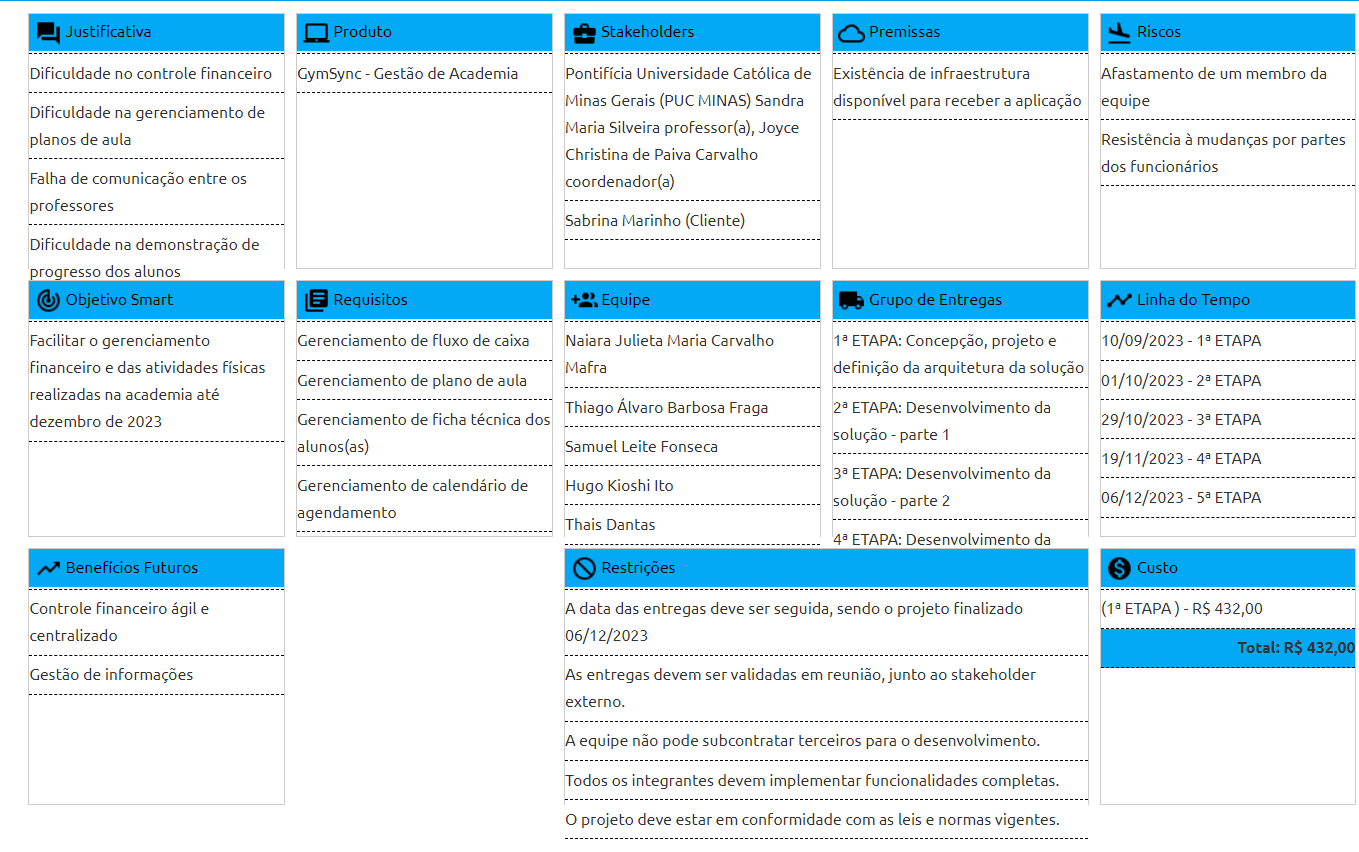 Justificativa
Dificuldade no controle financeiro
Dificuldade na gerenciamento de
planos de aula
Falha de comunicação entre os
professores
Dificuldade na demonstração de
progresso dos alunos
Produto
GymSync - Gestão de Academia
Stakeholders
Pontifícia Universidade Católica de
Minas Gerais (PUC MINAS) Sandra
Maria Silveira professor(a), Joyce
Christina de Paiva Carvalho
coordenador(a)
Sabrina Marinho (Cliente)
Premissas
Existência de infraestrutura
disponível para receber a aplicação
Riscos
Afastamento de um membro da
equipe
Resistência à mudanças por partes
dos funcionários
Objetivo Smart
Facilitar o gerenciamento
financeiro e das atividades físicas
realizadas na academia até
dezembro de 2023
Requisitos
Gerenciamento de fluxo de caixa
Gerenciamento de plano de aula
Gerenciamento de ficha técnica dos
alunos(as)
Gerenciamento de calendário de
agendamento
Equipe
Naiara Julieta Maria Carvalho
Mafra
Thiago Álvaro Barbosa Fraga
Samuel Leite Fonseca
Hugo Kioshi Ito
Thais Dantas
Grupo de Entregas
1ª ETAPA: Concepção, projeto e
definição da arquitetura da solução
2ª ETAPA: Desenvolvimento da
solução - parte 1
3ª ETAPA: Desenvolvimento da
solução - parte 2
4ª ETAPA: Desenvolvimento da
Linha do Tempo
10/09/2023 - 1ª ETAPA
01/10/2023 - 2ª ETAPA
29/10/2023 - 3ª ETAPA
19/11/2023 - 4ª ETAPA
06/12/2023 - 5ª ETAPA
Benefícios Futuros
Controle financeiro ágil e
centralizado
Gestão de informações
Restrições
A data das entregas deve ser seguida, sendo o projeto finalizado
06/12/2023
As entregas devem ser validadas em reunião, junto ao stakeholder
externo.
A equipe não pode subcontratar terceiros para o desenvolvimento.
Todos os integrantes devem implementar funcionalidades completas.
O projeto deve estar em conformidade com as leis e normas vigentes.
Custo
(1ª ETAPA ) - R$ 432,00
Total: R$ 432,00